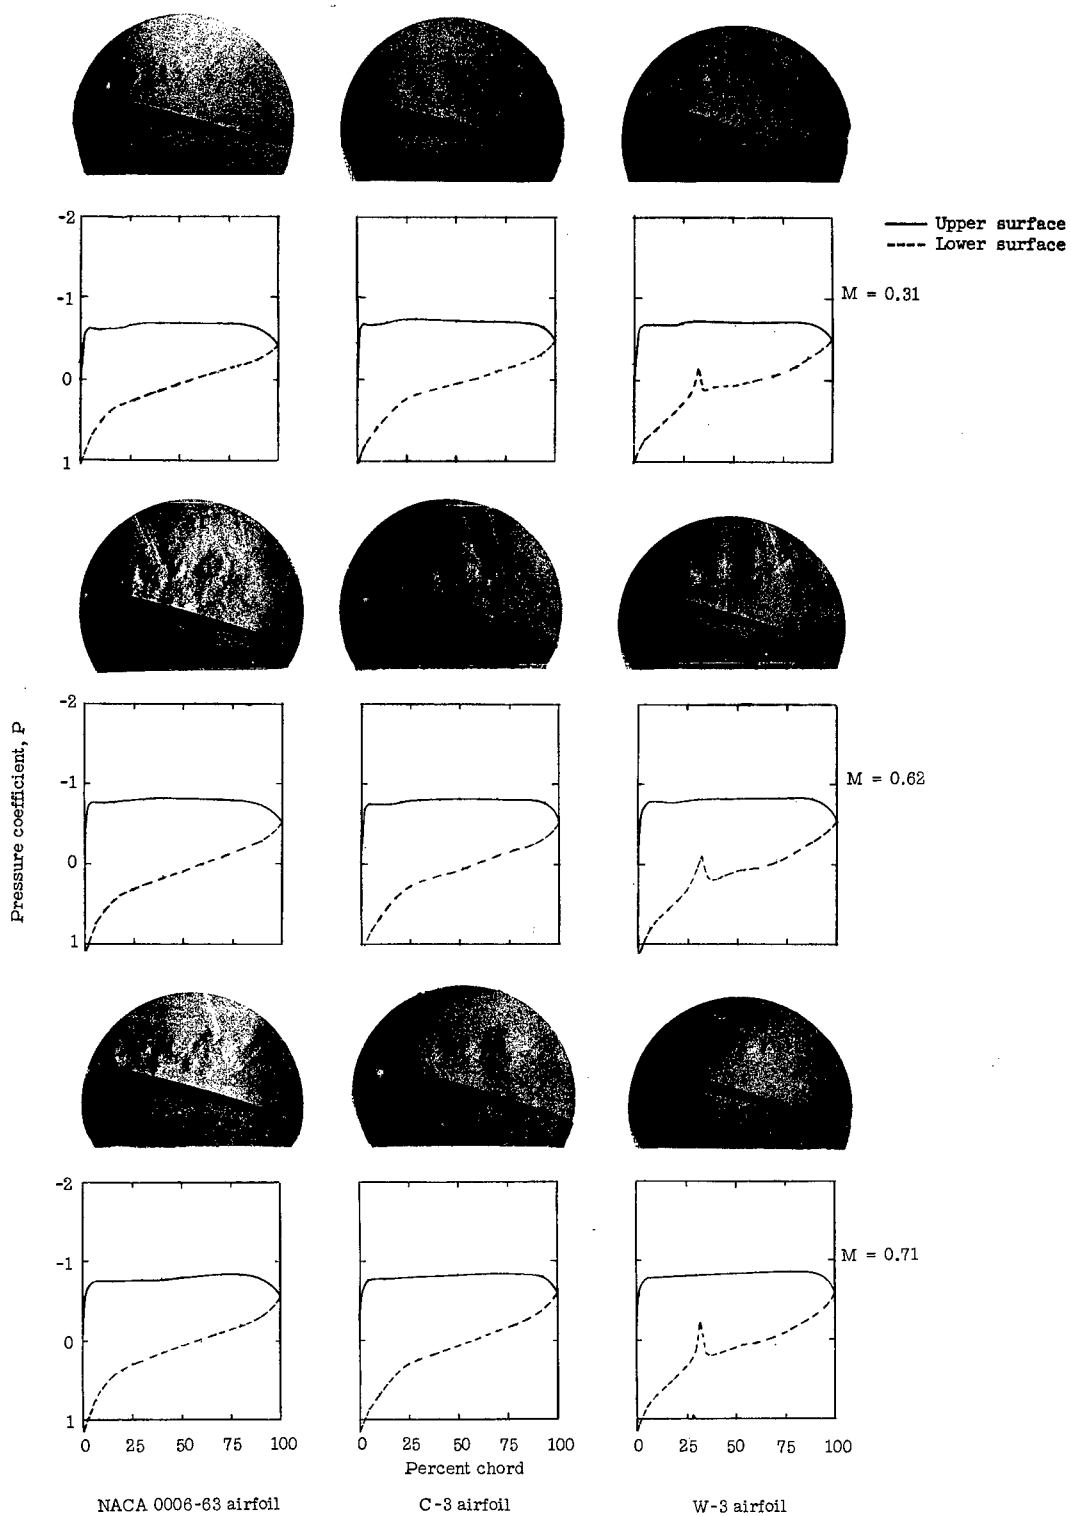 -2
Upper surface
Lower surface
-1
M = 0.31
0
1
-2
-1
M = 0.62
0
1
Pressure coefficient, P
-2
-1
M = 0.71
0
1
0 25 50 75 100
0 25 50 75 100
0 25 50 75 100
Percent chord
NACA 0006-63 airfoil
C-3 airfoil
W-3 airfoil